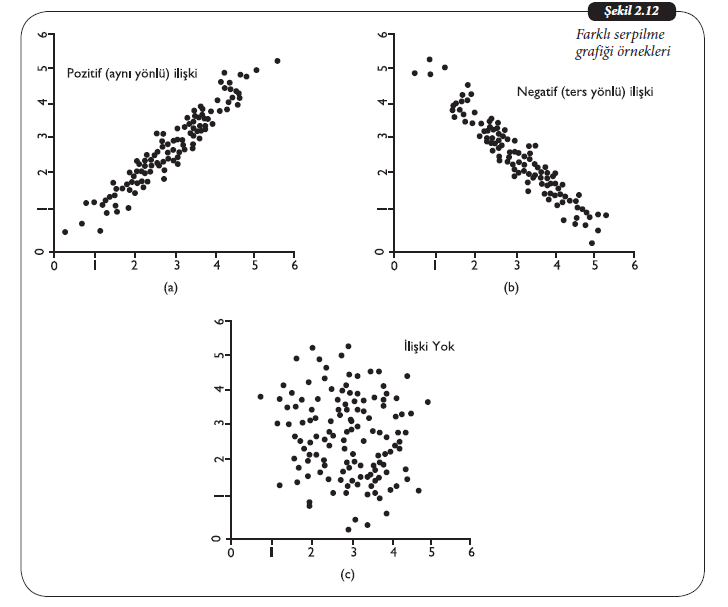 Şekil 2.12
Farklı serpilme
grafiği örnekleri
Pozitif (aynı yönlü) ilişki
6
5
4
3
2
1
0
0 1 2 3 4 5 6
(a)
Negatif (ters yönlü) ilişki
6
5
4
3
2
1
0
0 1 2 3 4 5 6
(b)
İlişki Yok
6
5
4
3
2
1
0
0 1 2 3 4 5 6
(c)